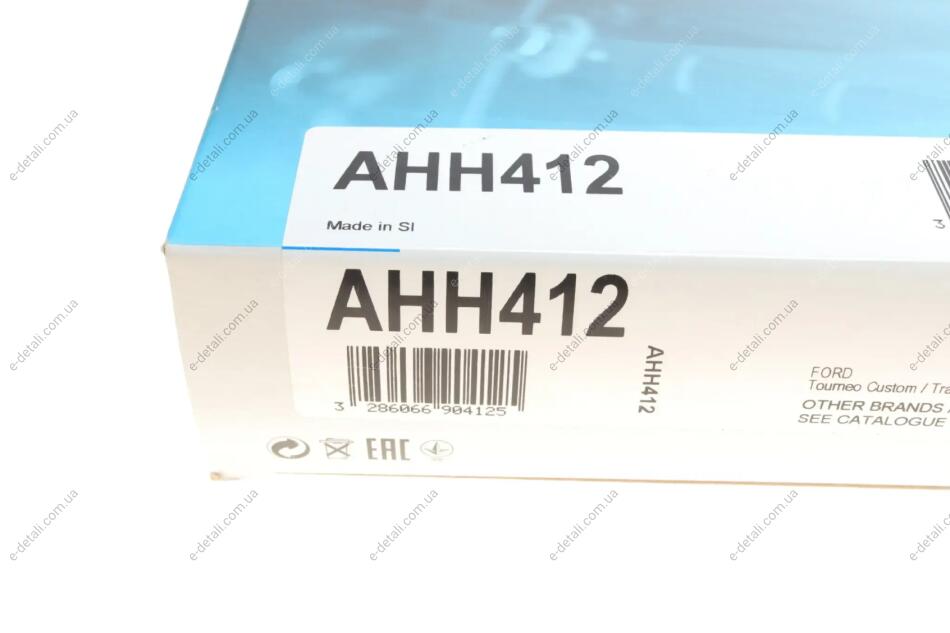 AHH412
Made in SI
3
AHH412
3 286066 904125
AHH412
FORD
Tourneo Custom / Tra
OTHER BRANDS
SEE CATALOGUE
EAC
e-detali.com.ua